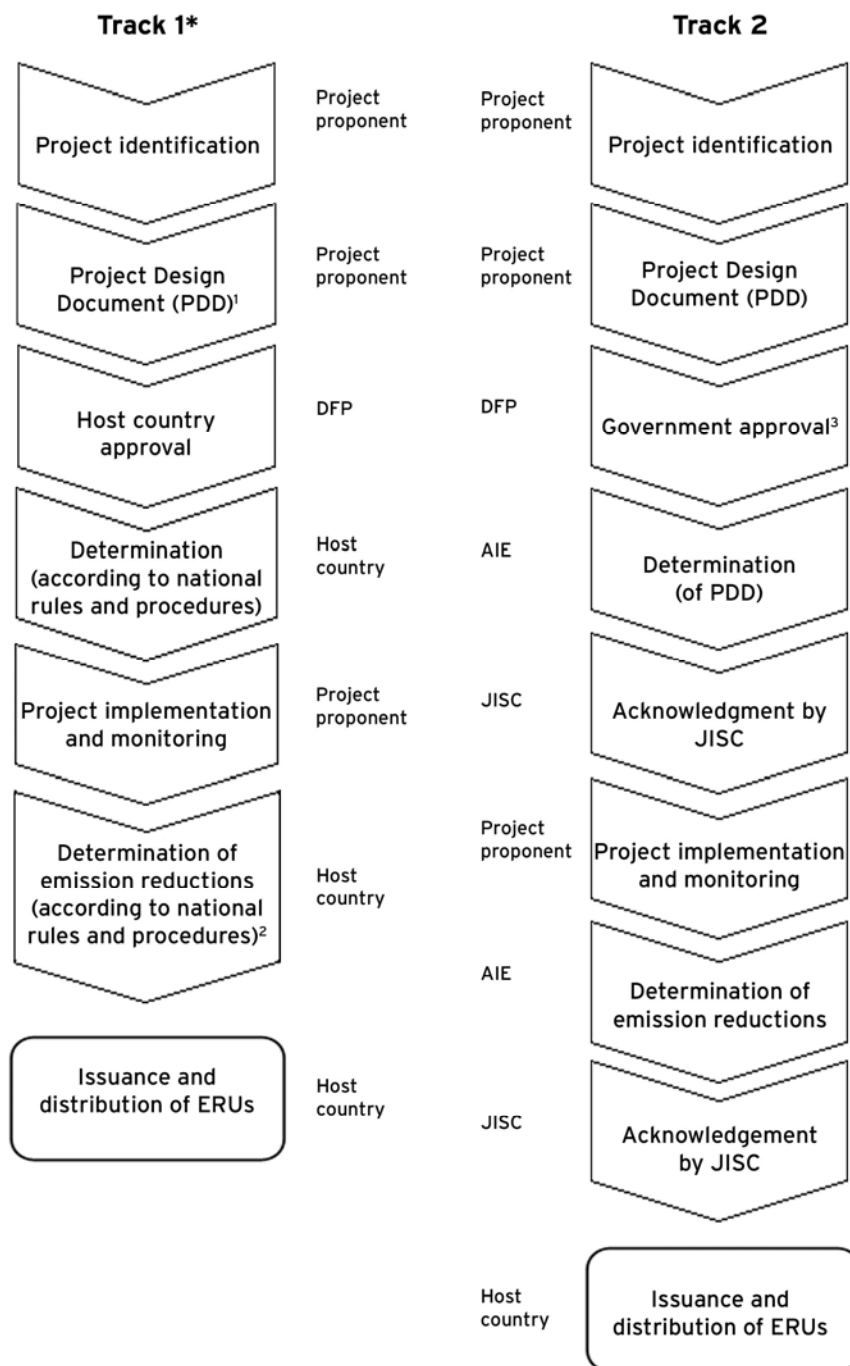 Track 1*
Project identification
Project
proponent
Project Design
Document (PDD)¹
Project
proponent
Host country
approval
DFP
Determination
(according to national
rules and procedures)
Host
country
Project implementation
and monitoring
Project
proponent
Determination of
emission reductions
(according to national
rules and procedures)²
Host
country
Issuance and
distribution of ERUs
Host
country
Track 2
Project
proponent
Project identification
Project
proponent
Project Design
Document (PDD)
DFP
Government approval³
AIE
Determination
(of PDD)
JISC
Acknowledgment by
JISC
Project
proponent
Project implementation
and monitoring
AIE
Determination of
emission reductions
JISC
Acknowledgement
by JISC
Host
country
Issuance and
distribution of ERUs